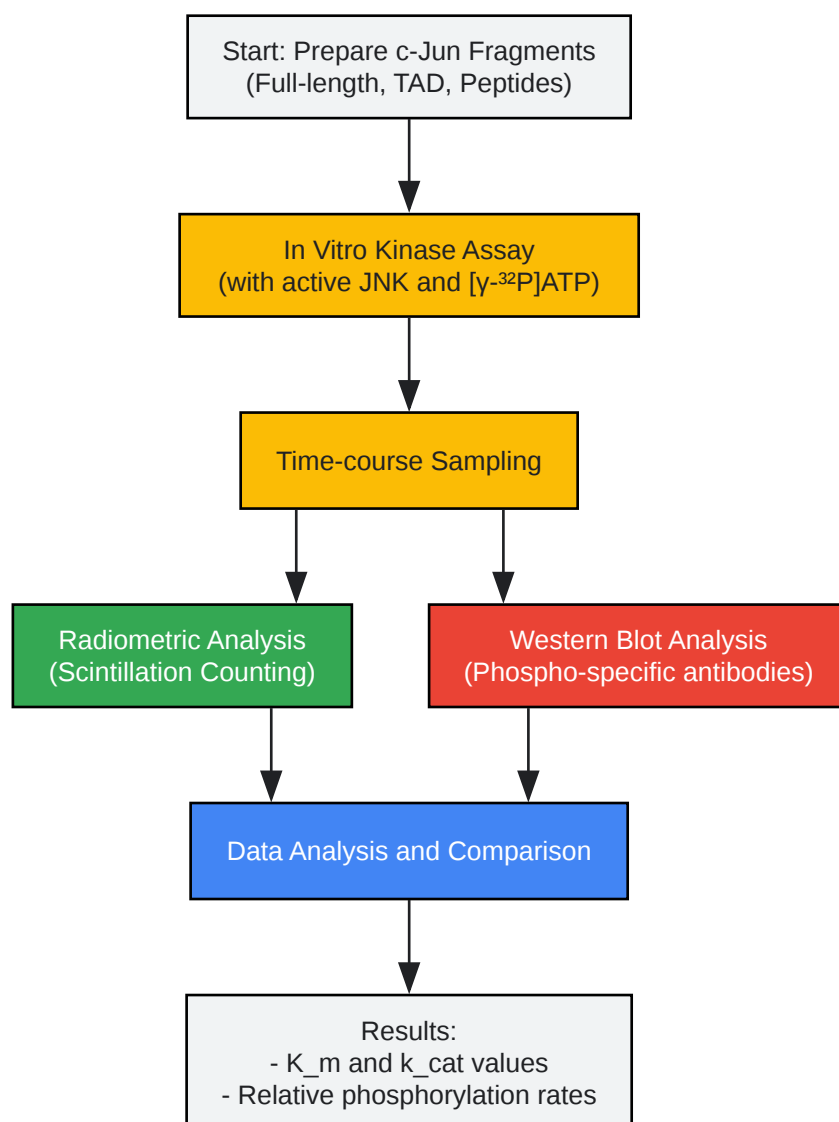 Start: Prepare c-Jun Fragments
(Full-length, TAD, Peptides)
In Vitro Kinase Assay
(with active JNK and [γ-³²P]ATP)
Time-course Sampling
Radiometric Analysis
(Scintillation Counting)
Western Blot Analysis
(Phospho-specific antibodies)
Data Analysis and Comparison
Results:
- K_m and k_cat values
- Relative phosphorylation rates